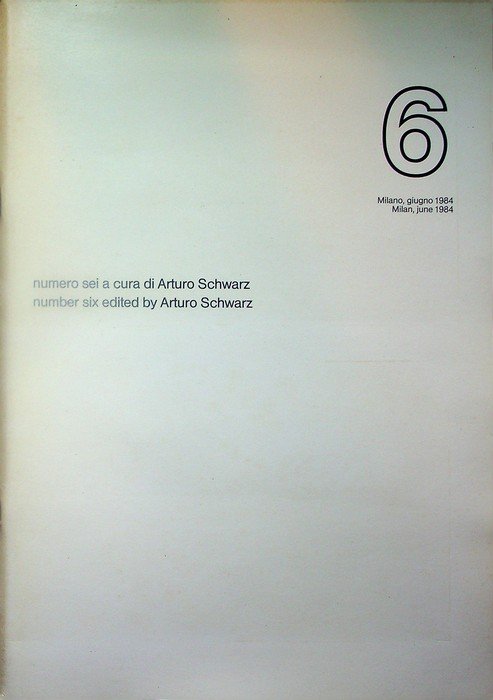 6
Milano, giugno 1984
Milan, june 1984
numero sei a cura di Arturo Schwarz
number six edited by Arturo Schwarz